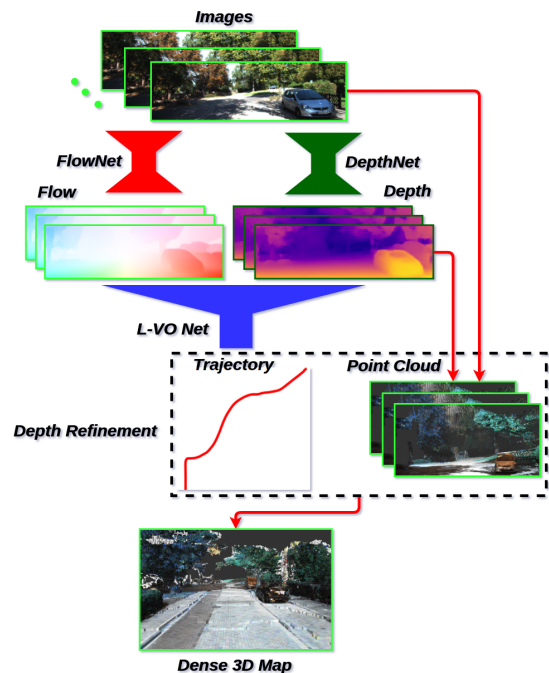 Images
FlowNet
DepthNet
Flow
Depth
L-VO Net
Trajectory
Point Cloud
Depth Refinement
Dense 3D Map